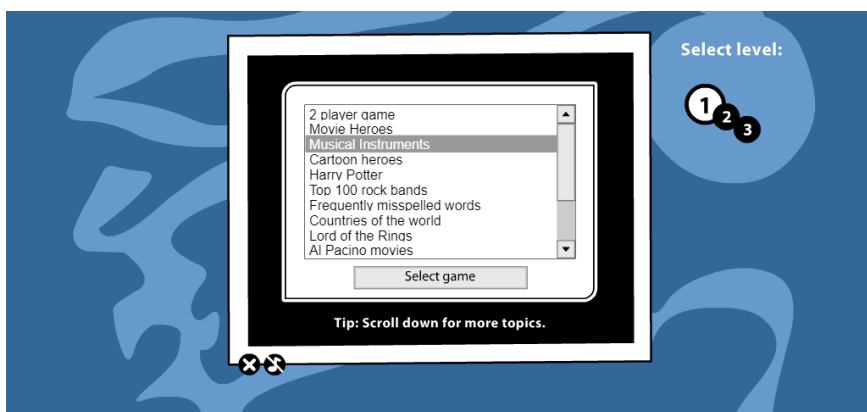 Select level:
1
2
3
2 player game
Movie Heroes
Musical Instruments
Cartoon heroes
Harry Potter
Top 100 rock bands
Frequently misspelled words
Countries of the world
Lord of the Rings
Al Pacino movies
Select game
Tip: Scroll down for more topics.